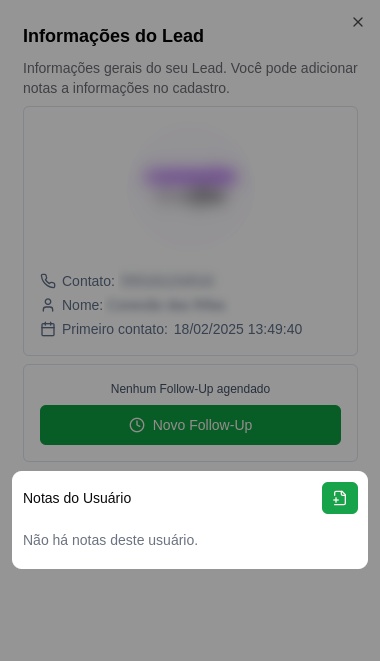 Informações do Lead
Informações gerais do seu Lead. Você pode adicionar
notas a informações no cadastro.
Contato:
Nome:
Primeiro contato: 18/02/2025 13:49:40
Nenhum Follow-Up agendado
Novo Follow-Up
Notas do Usuário
Não há notas deste usuário.